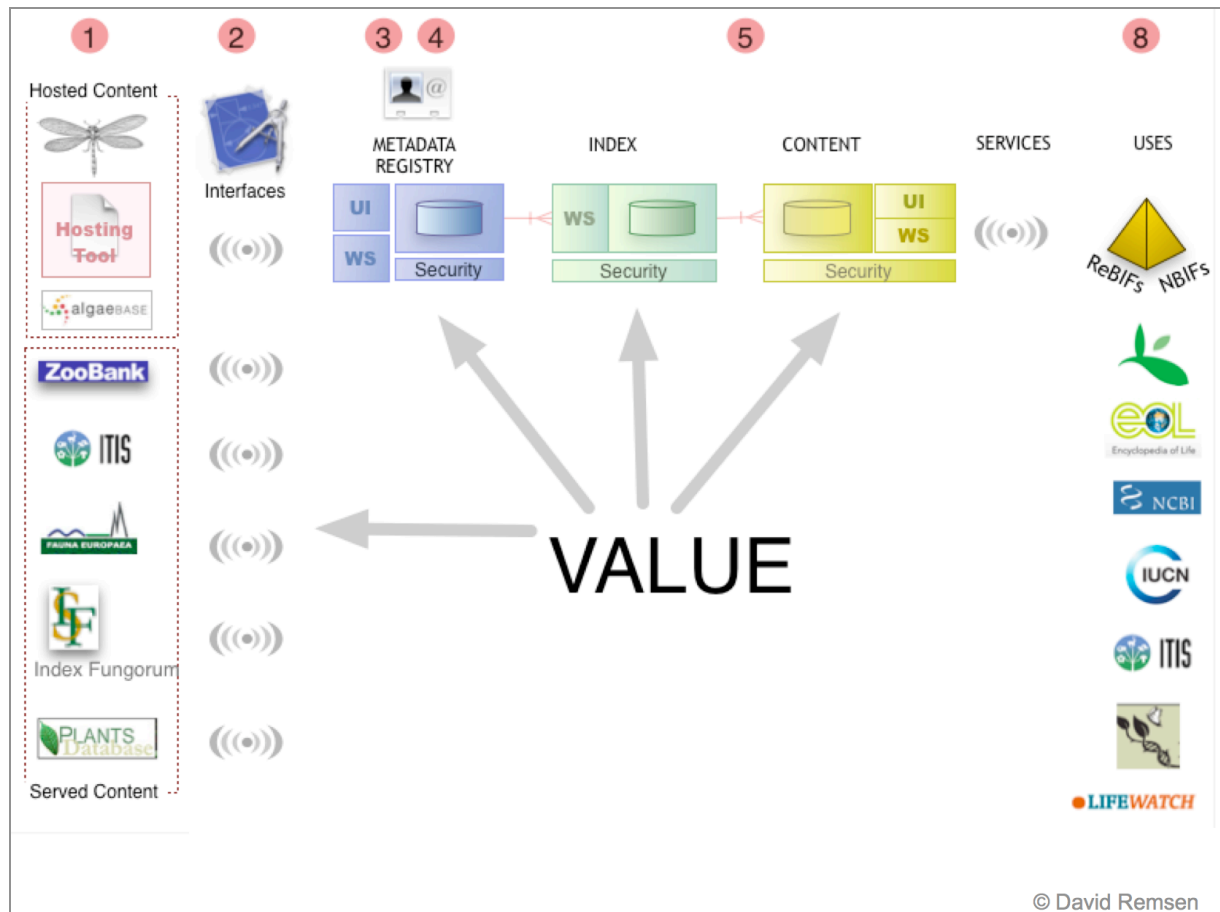 1
2
3
4
5
8
Hosted Content
Hosting
Tool
algaeBASE
ZooBank
ITIS
FAUNA EUROPAEA
ISF
Index Fungorum
PLANTS
Database
Served Content
Interfaces
@
METADATA
REGISTRY
UI
WS
Security
INDEX
WS
Security
CONTENT
UI
WS
Security
SERVICES
USES
ReBIFs NBIFs
eOL
Encyclopedia of Life
NCBI
IUCN
ITIS
LIFEWATCH
VALUE
© David Remsen